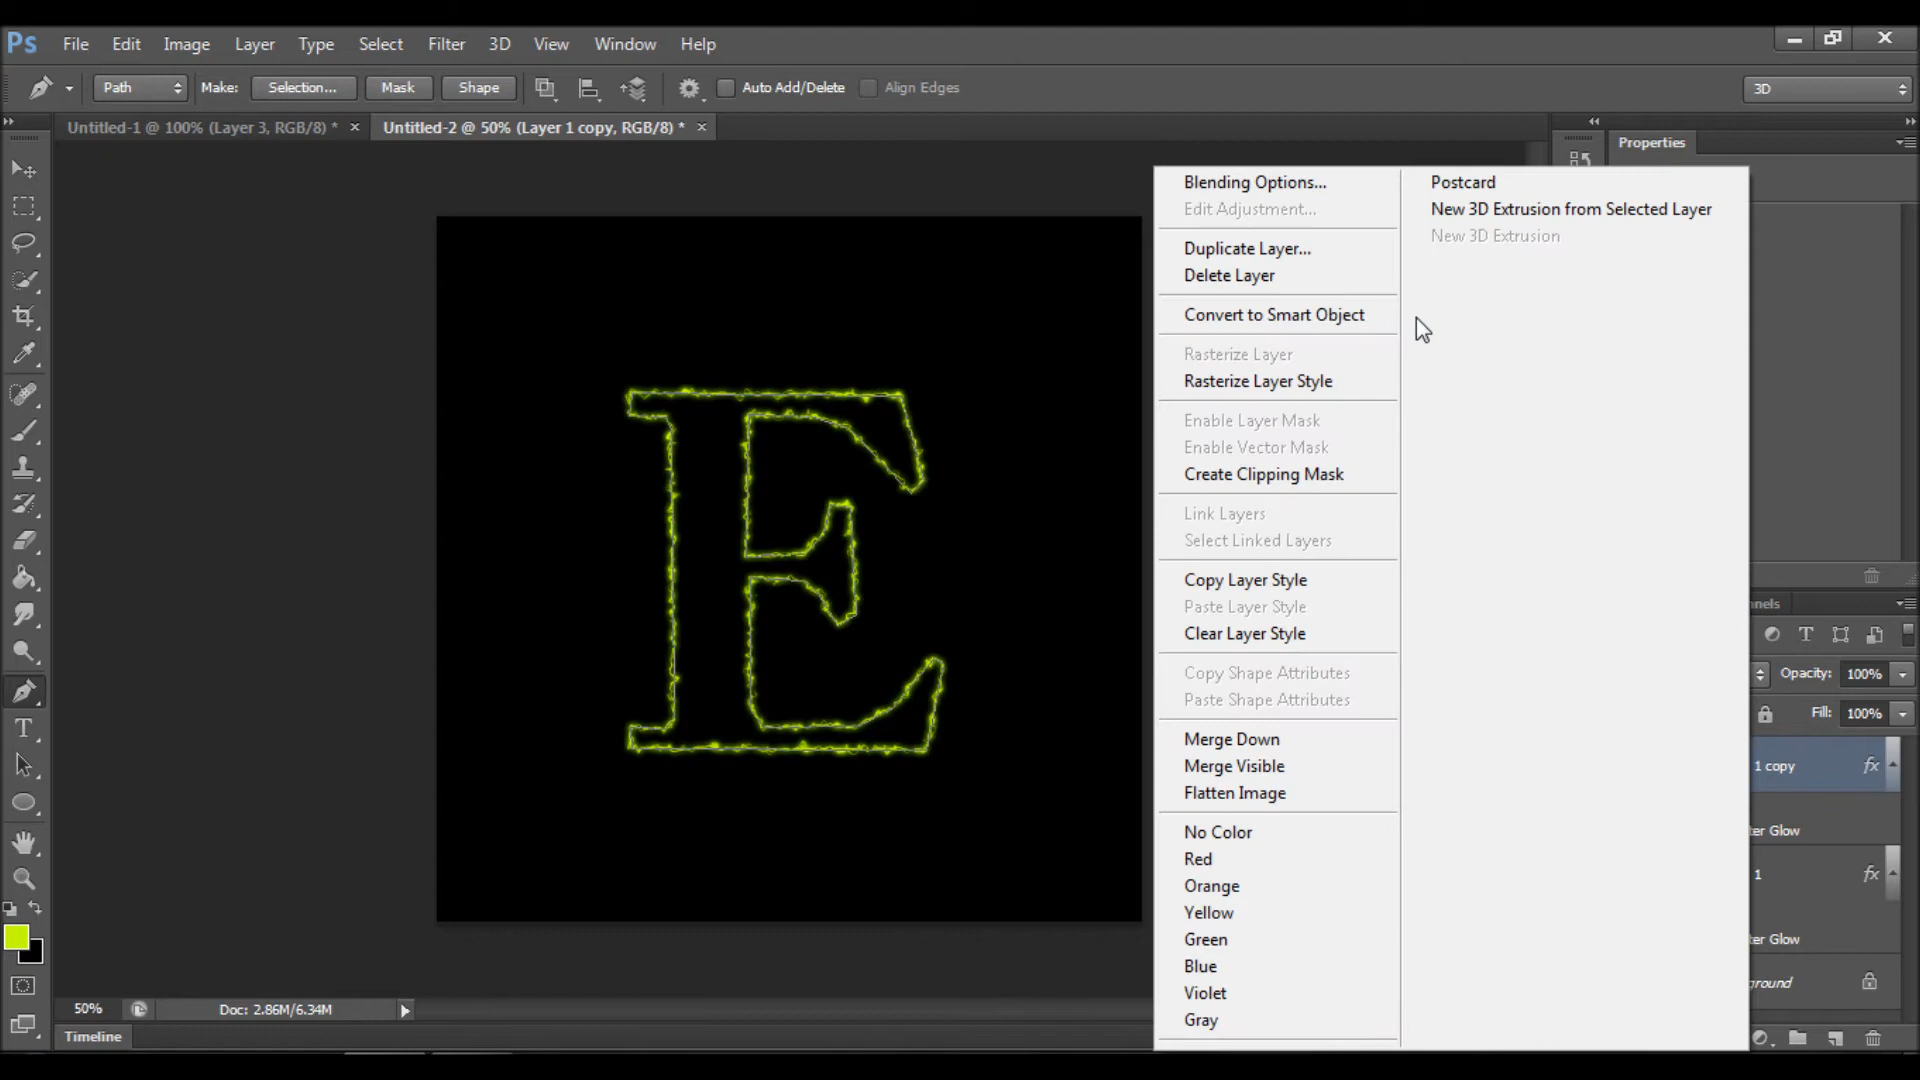 Ps File Edit Image Layer Type Select Filter 3D View Window Help
Path Make: Selection... Mask Shape Auto Add/Delete Align Edges 3D
Untitled-1 @ 100% (Layer 3, RGB/8) * × Untitled-2 @ 50% (Layer 1 copy, RGB/8) * ×
Properties
Blending Options...
Edit Adjustment...
Duplicate Layer...
Delete Layer
Convert to Smart Object
Rasterize Layer
Rasterize Layer Style
Enable Layer Mask
Enable Vector Mask
Create Clipping Mask
Link Layers
Select Linked Layers
Copy Layer Style
Paste Layer Style
Clear Layer Style
Copy Shape Attributes
Paste Shape Attributes
Merge Down
Merge Visible
Flatten Image
No Color
Red
Orange
Yellow
Green
Blue
Violet
Gray
Postcard
New 3D Extrusion from Selected Layer
New 3D Extrusion
E
nnels
Opacity: 100%
Fill: 100%
1 copy fx
ter Glow
1 fx
ter Glow
ground
50% Doc: 2.86M/6.34M
Timeline